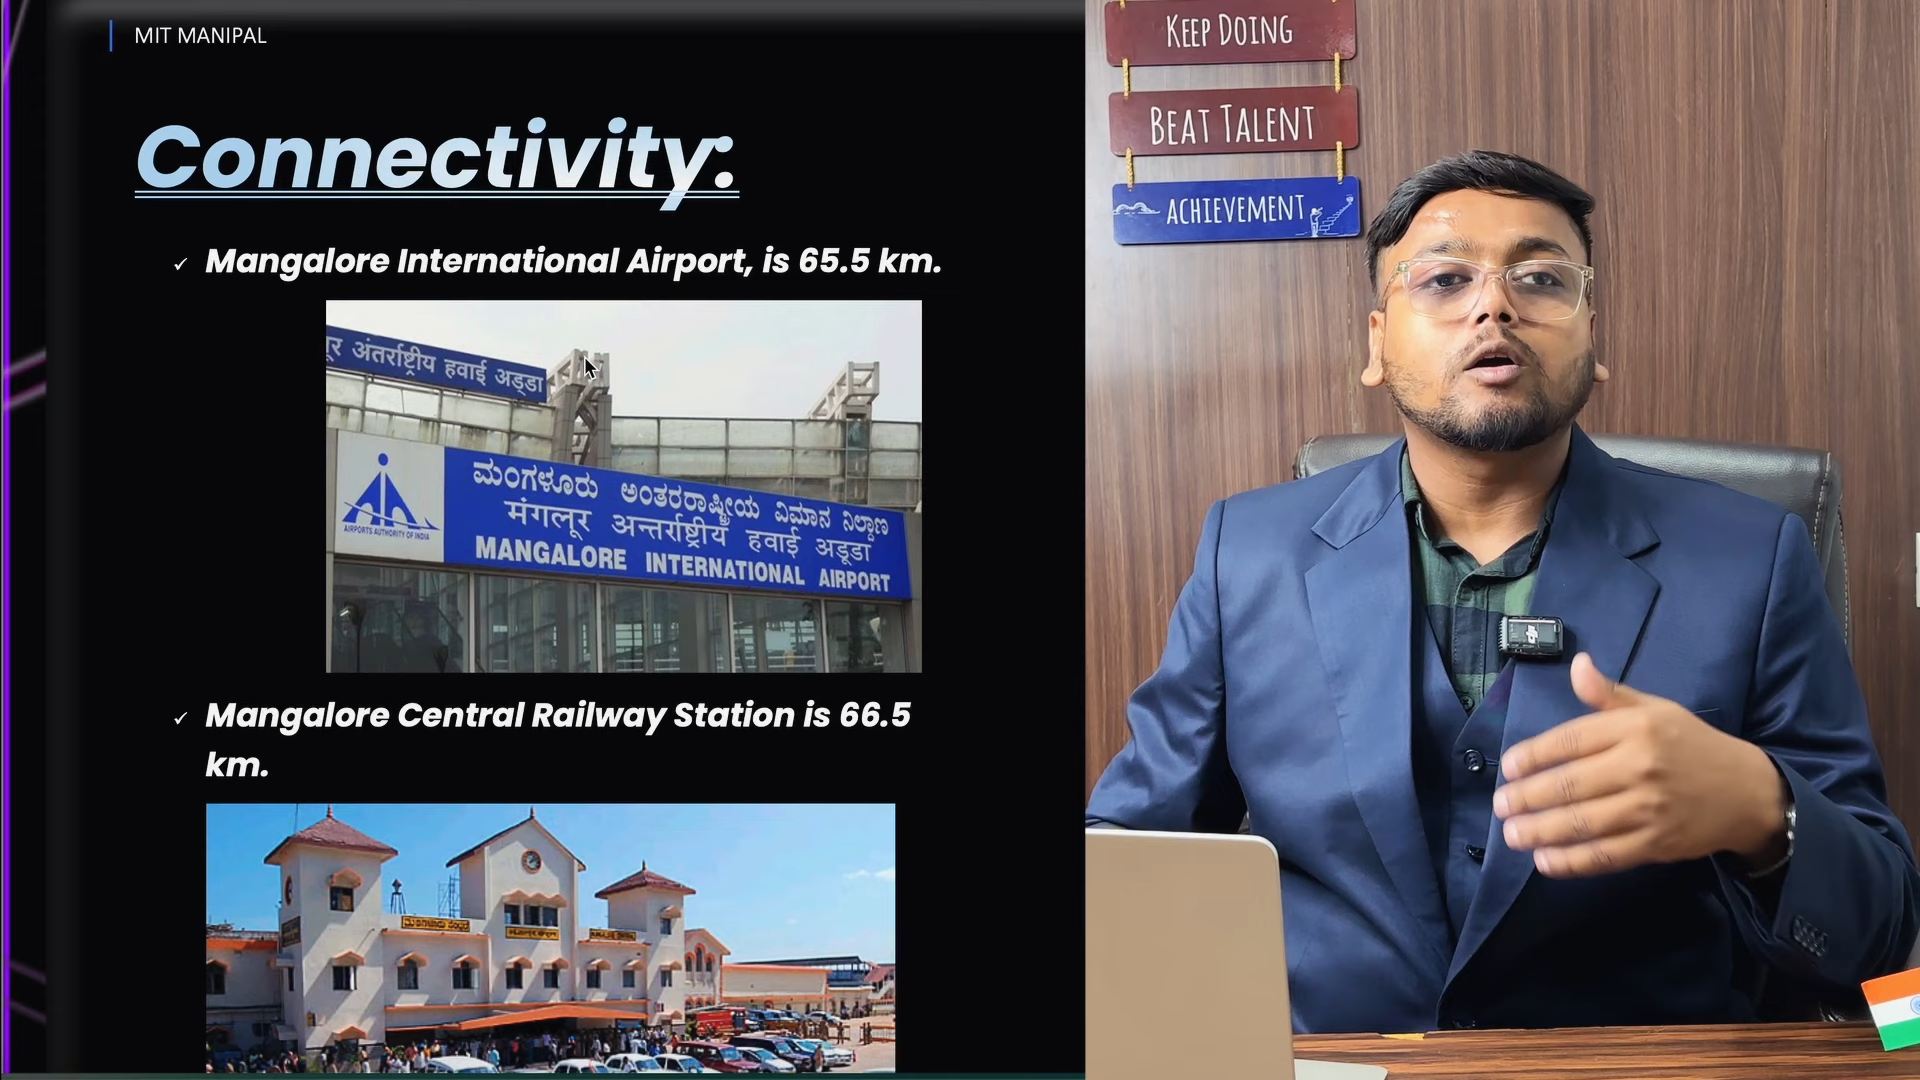 MIT MANIPAL
Connectivity:
✓ Mangalore International Airport, is 65.5 km.
अंतर्राष्ट्रीय हवाई अड्डा
ಮಂಗಳೂರು ಅಂತರರಾಷ್ಟ್ರೀಯ ವಿಮಾನ ನಿಲ್ದಾಣ
मंगलूर अन्तर्राष्ट्रीय हवाई अड्डा
MANGALORE INTERNATIONAL AIRPORT
AIRPORTS AUTHORITY OF INDIA
✓ Mangalore Central Railway Station is 66.5
km.
KEEP DOING
BEAT TALENT
ACHIEVEMENT